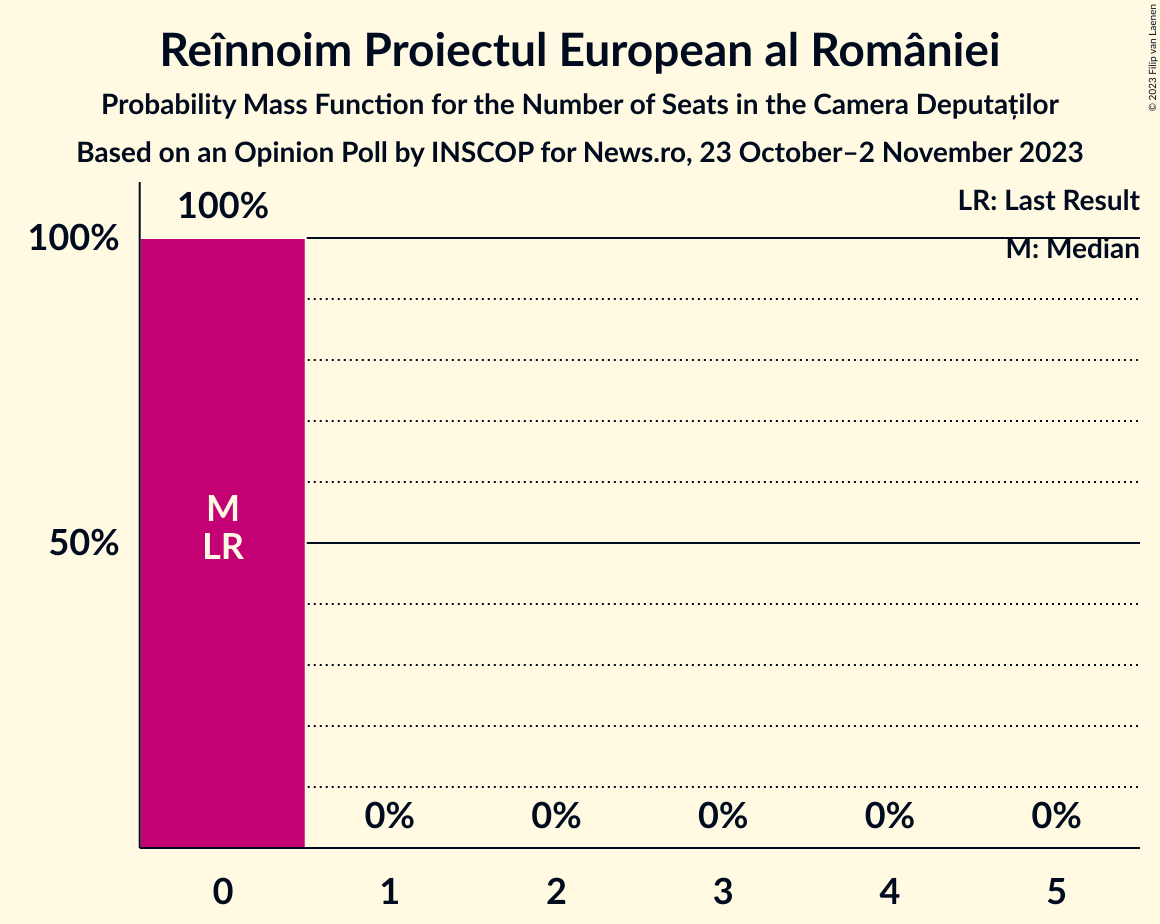 Reînnoim Proiectul European al României
Probability Mass Function for the Number of Seats in the Camera Deputaților
Based on an Opinion Poll by INSCOP for News.ro, 23 October–2 November 2023
© 2023 Filip van Laenen
LR: Last Result
M: Median
100%
100%
50%
M
LR
0% 0% 0% 0% 0%
0 1 2 3 4 5